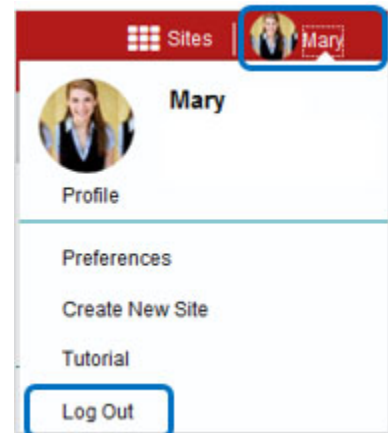 Sites
Mary
Mary
Profile
Preferences
Create New Site
Tutorial
Log Out